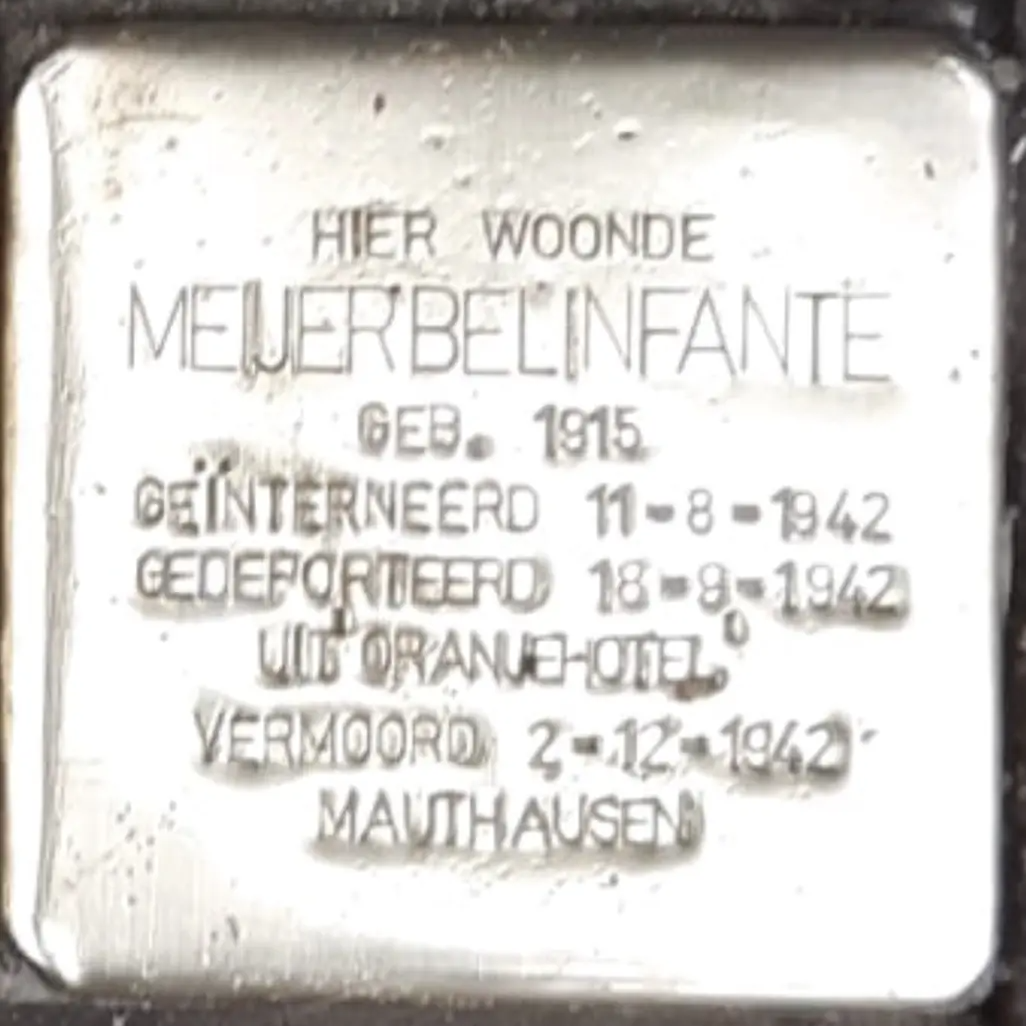 HIER WOONDE
MEIJER BELINFANTE
GEB. 1915
GEÏNTERNEERD 11-8-1942
GEDEPORTEERD 18-9-1942
UIT "ORANJEHOTEL"
VERMOORD 2-12-1942
MAUTHAUSEN